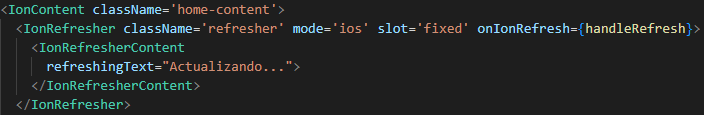 <IonContent className='home-content'>
<IonRefresher className='refresher' mode='ios' slot='fixed' onIonRefresh={handleRefresh}>
<IonRefresherContent
refreshingText="Actualizando...">
</IonRefresherContent>
</IonRefresher>